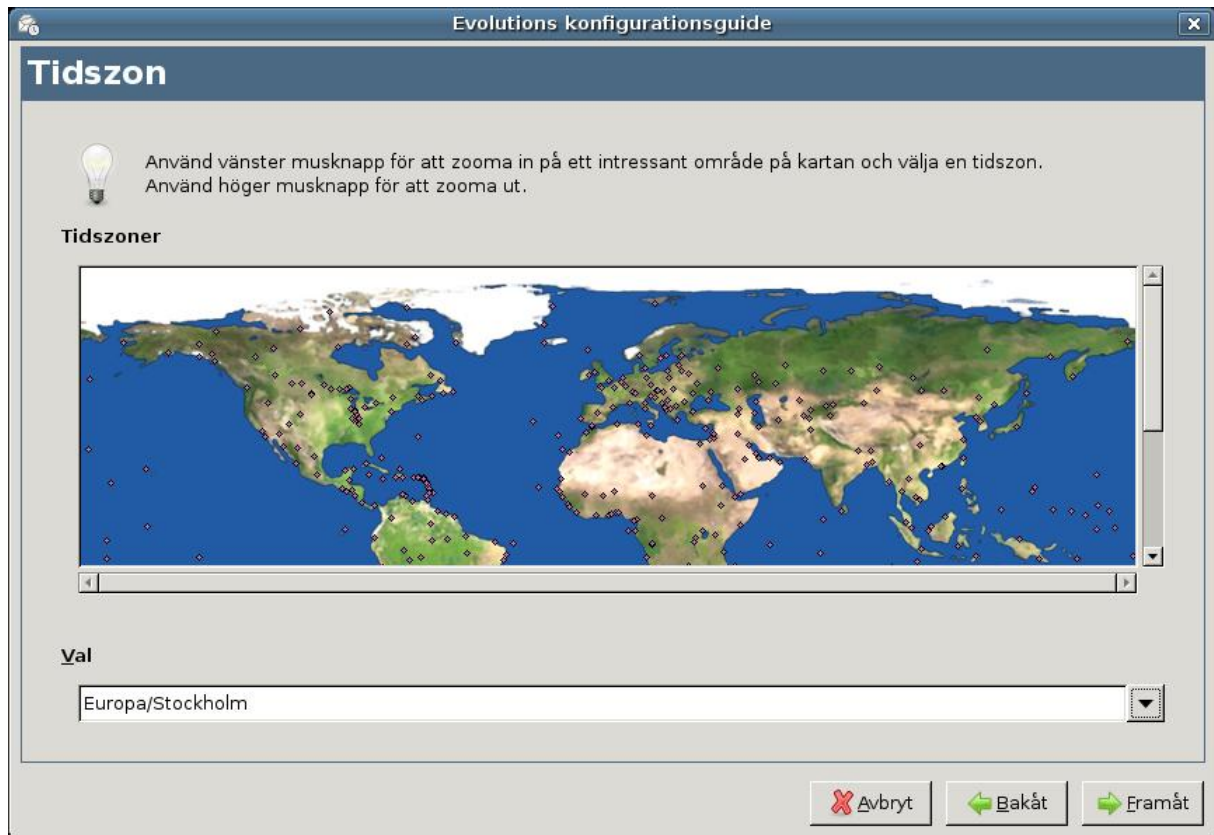 Evolutions konfigurationsguide
Tidszon
Använd vänster musknapp för att zooma in på ett intressant område på kartan och välja en tidszon.
Använd höger musknapp för att zooma ut.
Tidszoner
Val
Europa/Stockholm
Avbryt
Bakåt
Framåt